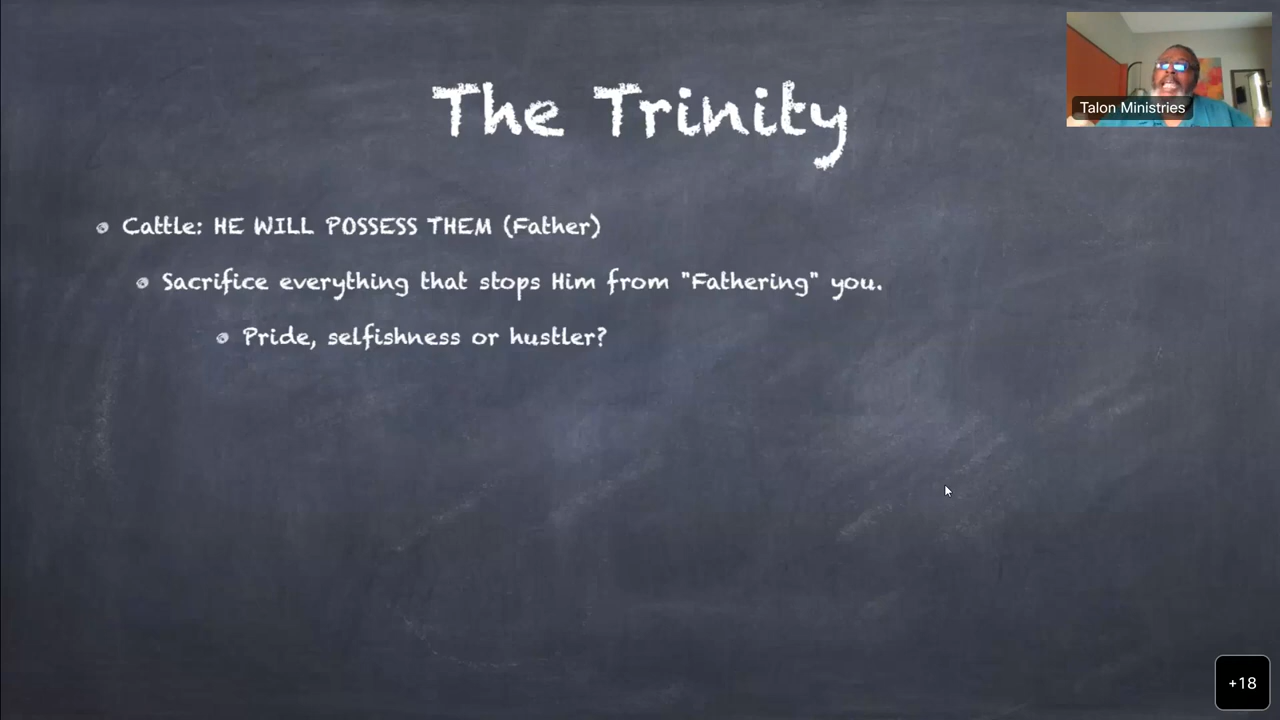 The Trinity
Talon Ministries
Cattle: HE WILL POSSESS THEM (Father)
Sacrifice everything that stops Him from "Fathering" you.
Pride, selfishness or hustler?
+18